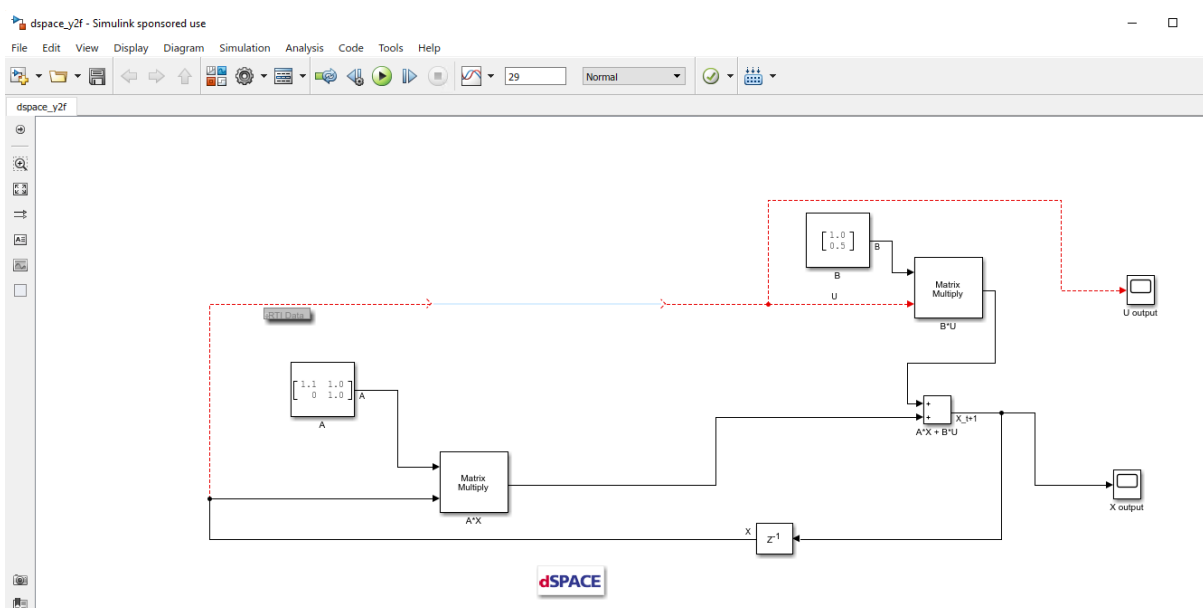 dspace_y2f - Simulink sponsored use
File Edit View Display Diagram Simulation Analysis Code Tools Help
29 Normal
dspace_y2f
1.0
0.5
B
B
Matrix
Multiply
B*U
U
U output
RTI Data
1.1 1.0
0 1.0
A
A
+
+
X_t+1
A*X + B*U
Matrix
Multiply
A*X
X output
X
Z-1
dSPACE